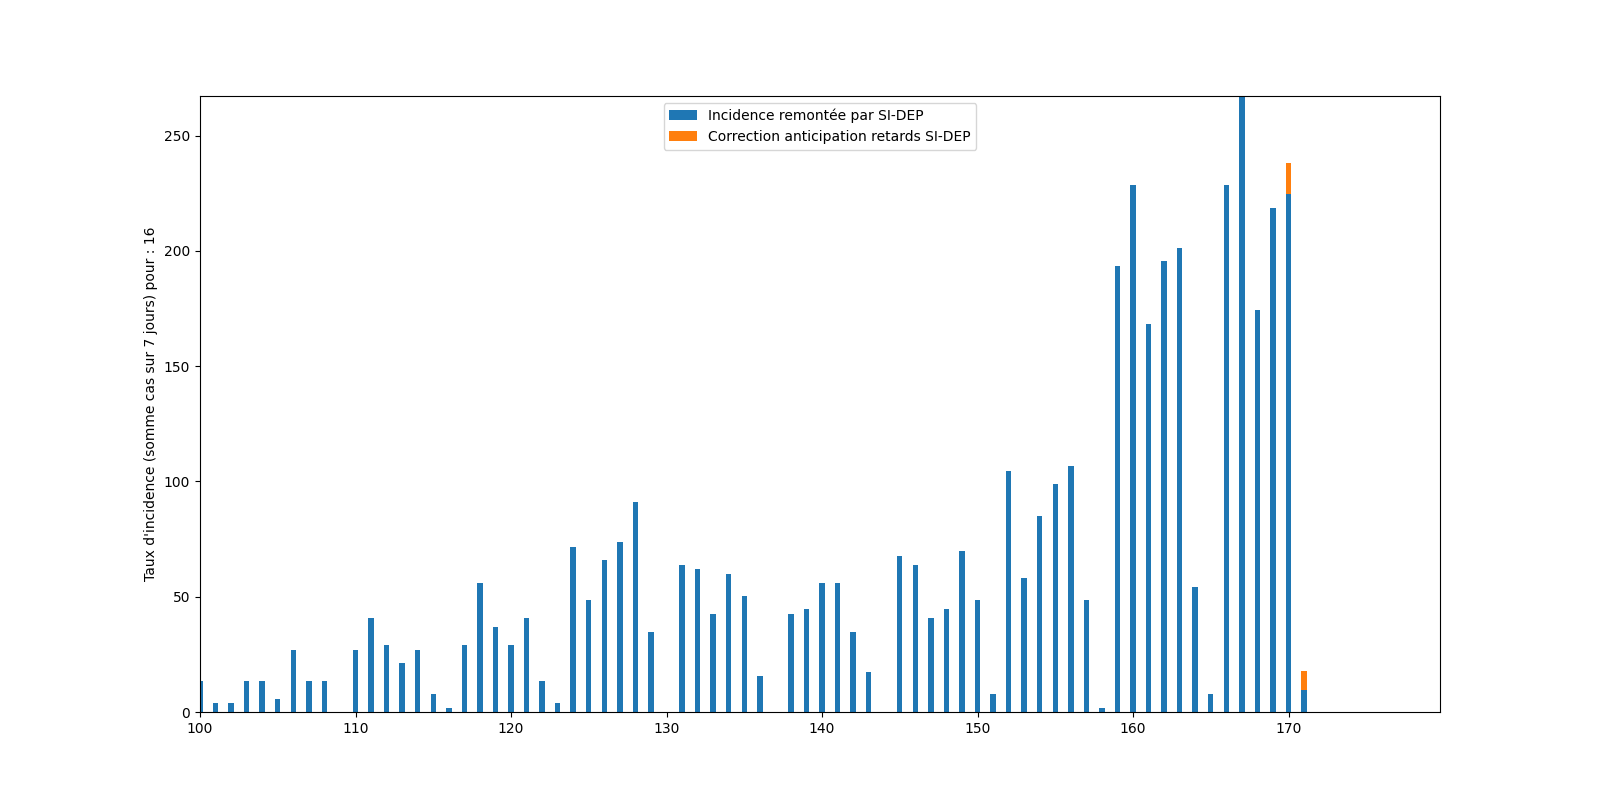 Incidence remontée par SI-DEP
Correction anticipation retards SI-DEP
Taux d'incidence (somme cas sur 7 jours) pour : 16
250
200
150
100
50
0
100 110 120 130 140 150 160 170